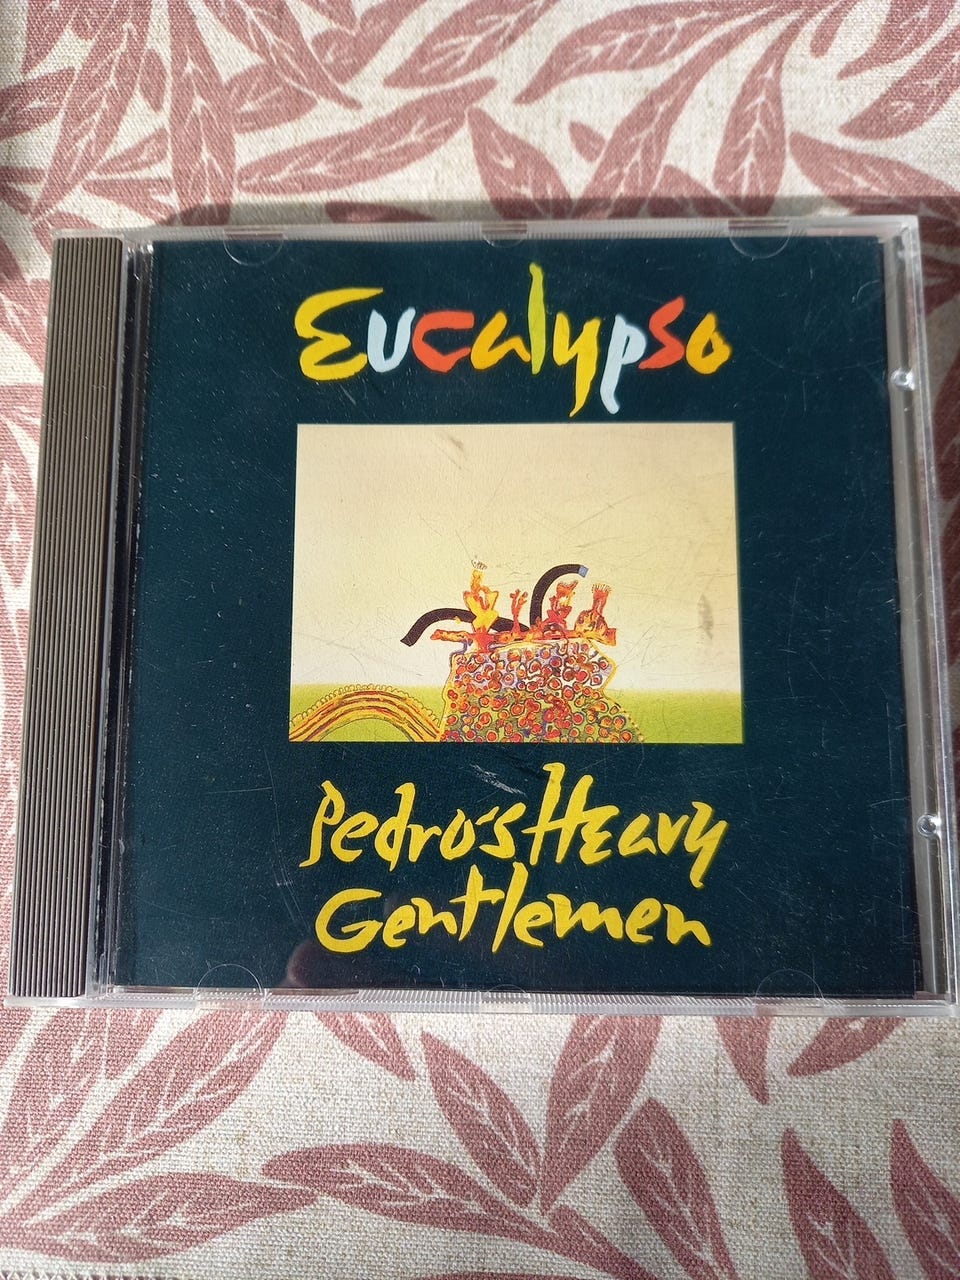 Eucalypso
Pedro's Heavy
Gentlemen